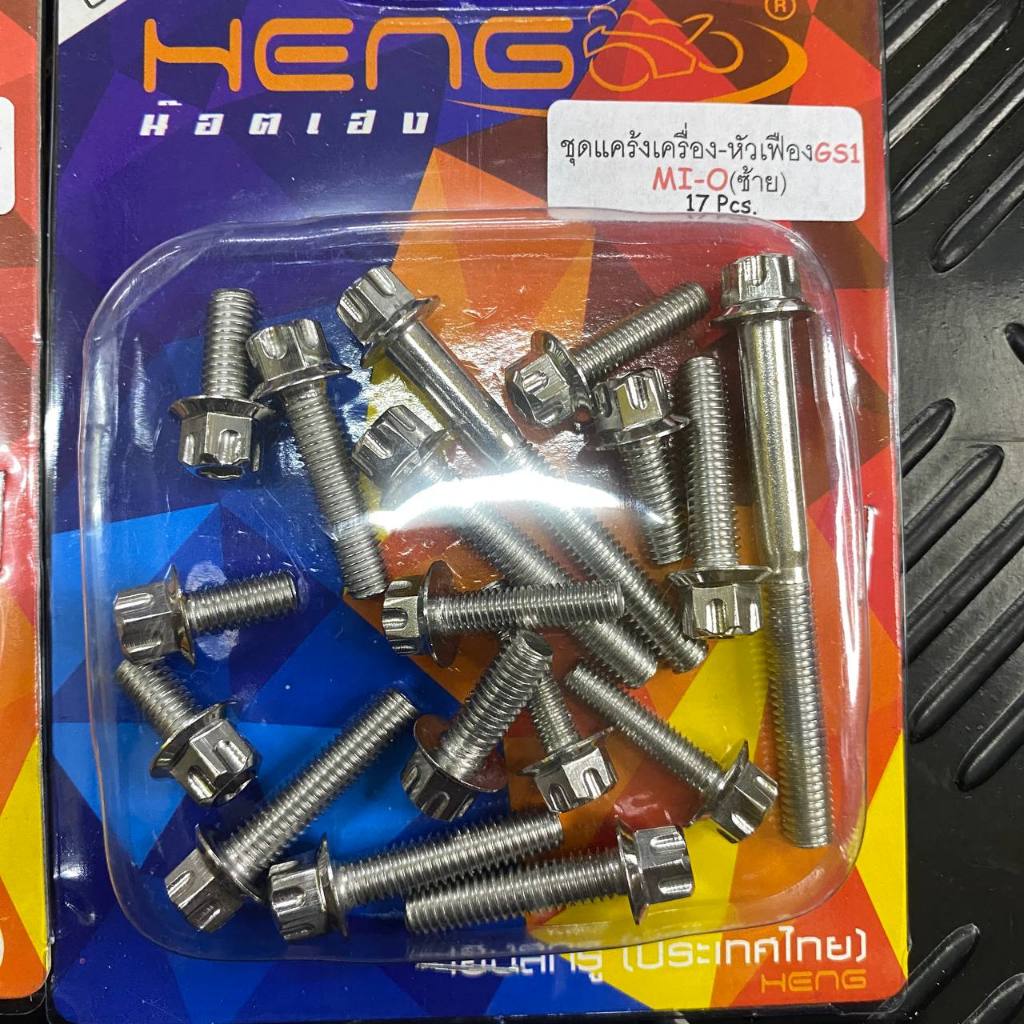 HENG ®
น๊อตเฮง
ชุดแคร้งเครื่อง-หัวเฟืองGS1
MI-O(ซ้าย)
17 Pcs.
(ประเทศไทย)
HENG